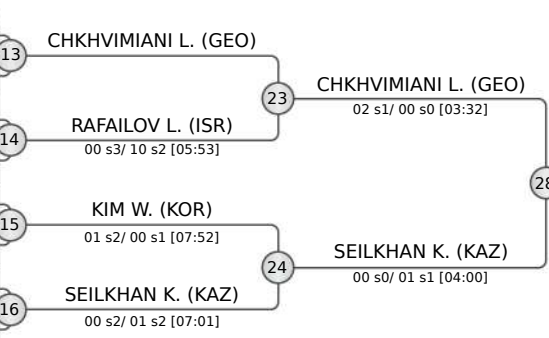 13
CHKHVIMIANI L. (GEO)
23
CHKHVIMIANI L. (GEO)
02 s1/ 00 s0 [03:32]
14
RAFAILOV L. (ISR)
00 s3/ 10 s2 [05:53]
28
15
KIM W. (KOR)
01 s2/ 00 s1 [07:52]
24
SEILKHAN K. (KAZ)
00 s0/ 01 s1 [04:00]
16
SEILKHAN K. (KAZ)
00 s2/ 01 s2 [07:01]